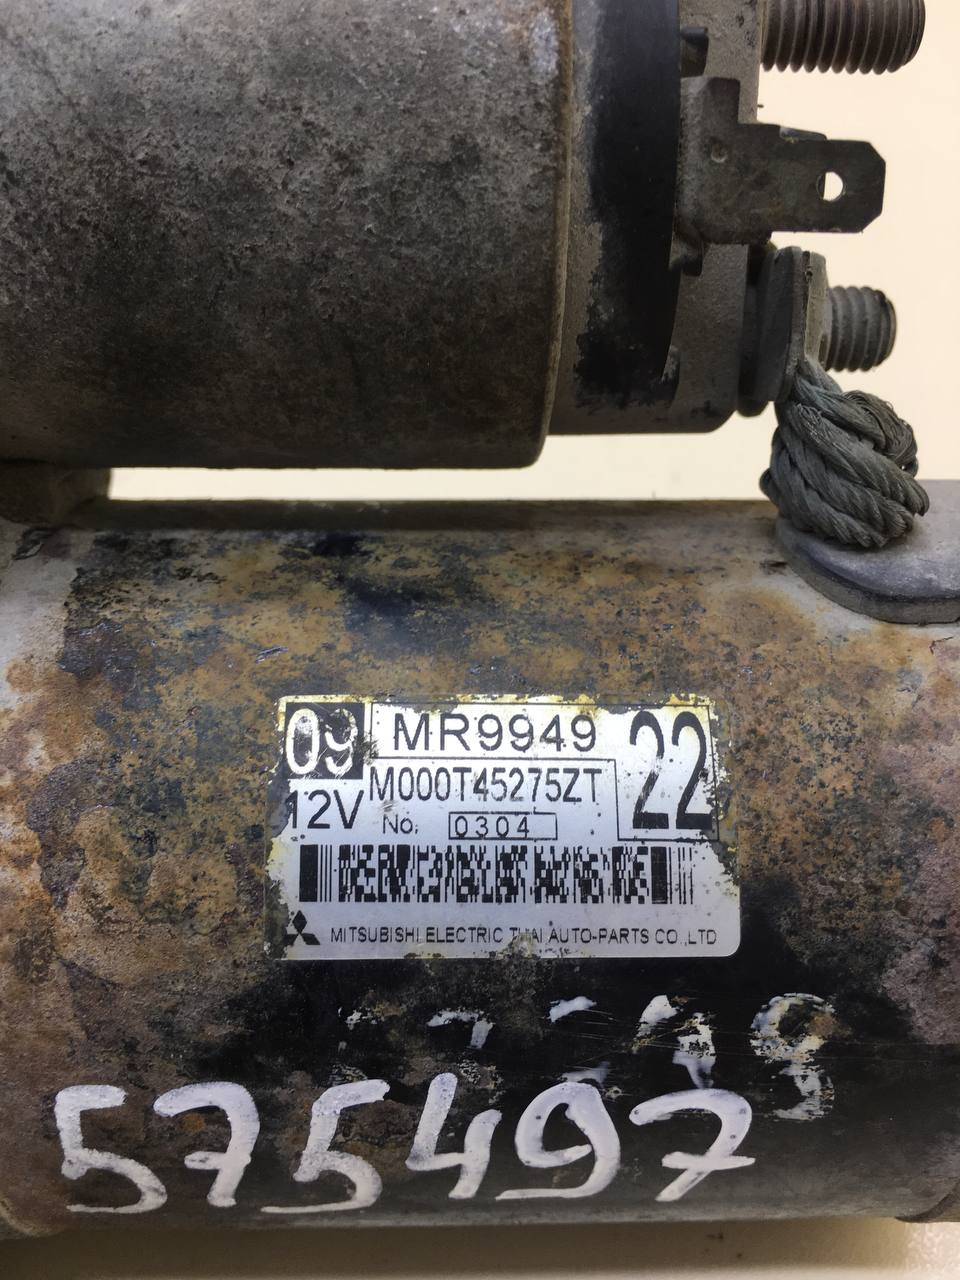 09 MR9949 22
M000T45275ZT
12V No. 0304
MITSUBISHI ELECTRIC THAI AUTO-PARTS CO.,LTD
575497